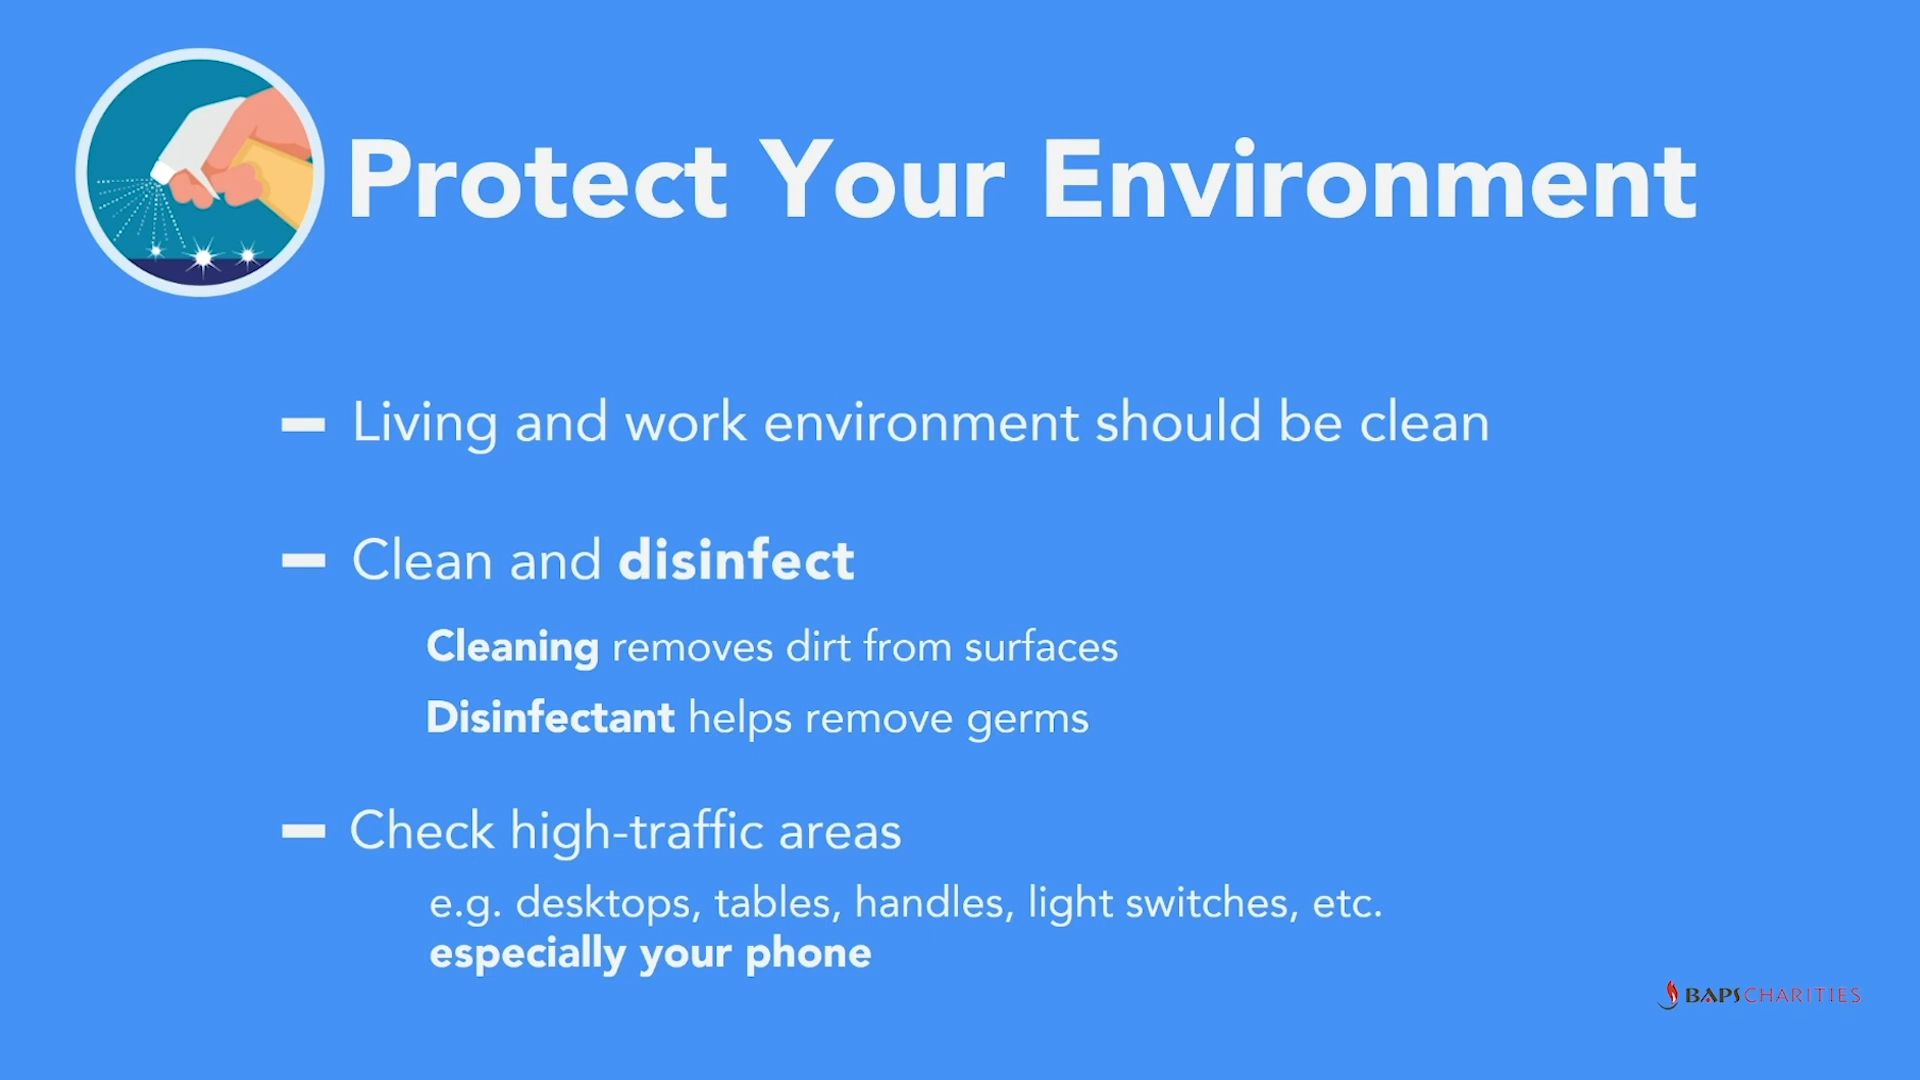 Protect Your Environment
Living and work environment should be clean
Clean and disinfect
Cleaning removes dirt from surfaces
Disinfectant helps remove germs
Check high-traffic areas
e.g. desktops, tables, handles, light switches, etc.
especially your phone
BAPS CHARITIES